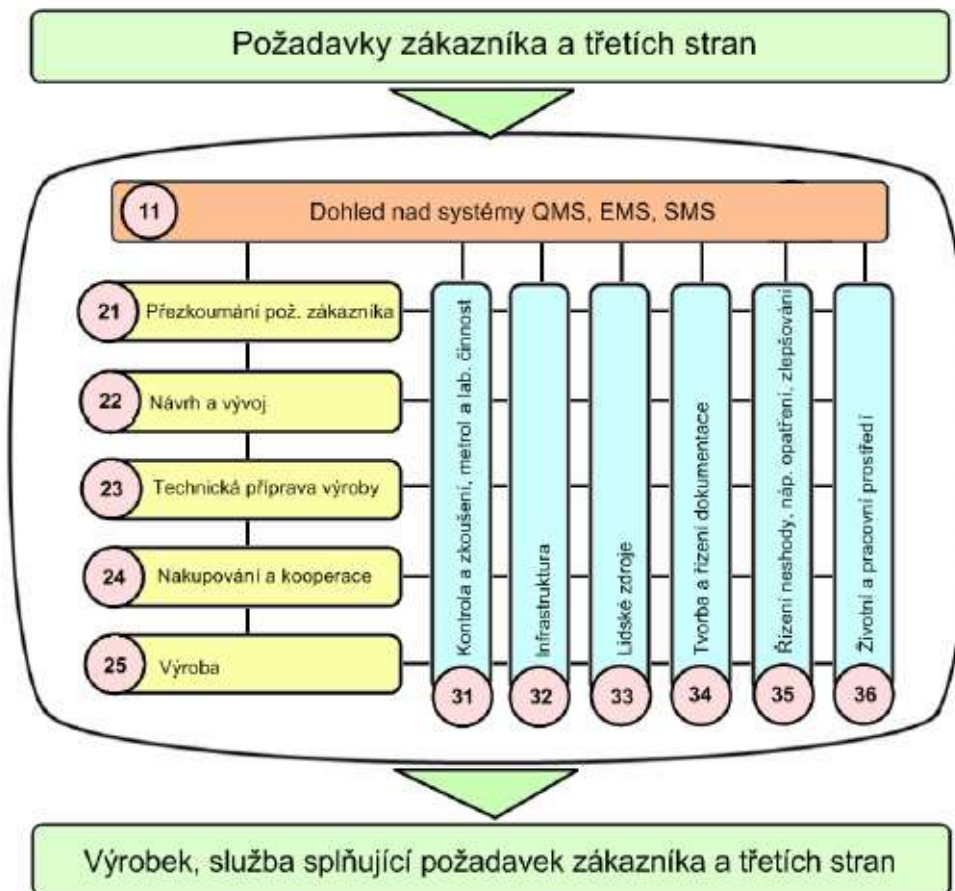 Požadavky zákazníka a třetích stran
11 Dohled nad systémy QMS, EMS, SMS
21 Přezkoumání pož. zákazníka
22 Návrh a vývoj
23 Technická příprava výroby
24 Nakupování a kooperace
25 Výroba
Kontrola a zkoušení, metrol a lab. činnost
Infrastruktura
Lidské zdroje
Tvorba a řízení dokumentace
Řízení neshody, náp. opatření, zlepšování
Životní a pracovní prostředí
31 32 33 34 35 36
Výrobek, služba splňující požadavek zákazníka a třetích stran